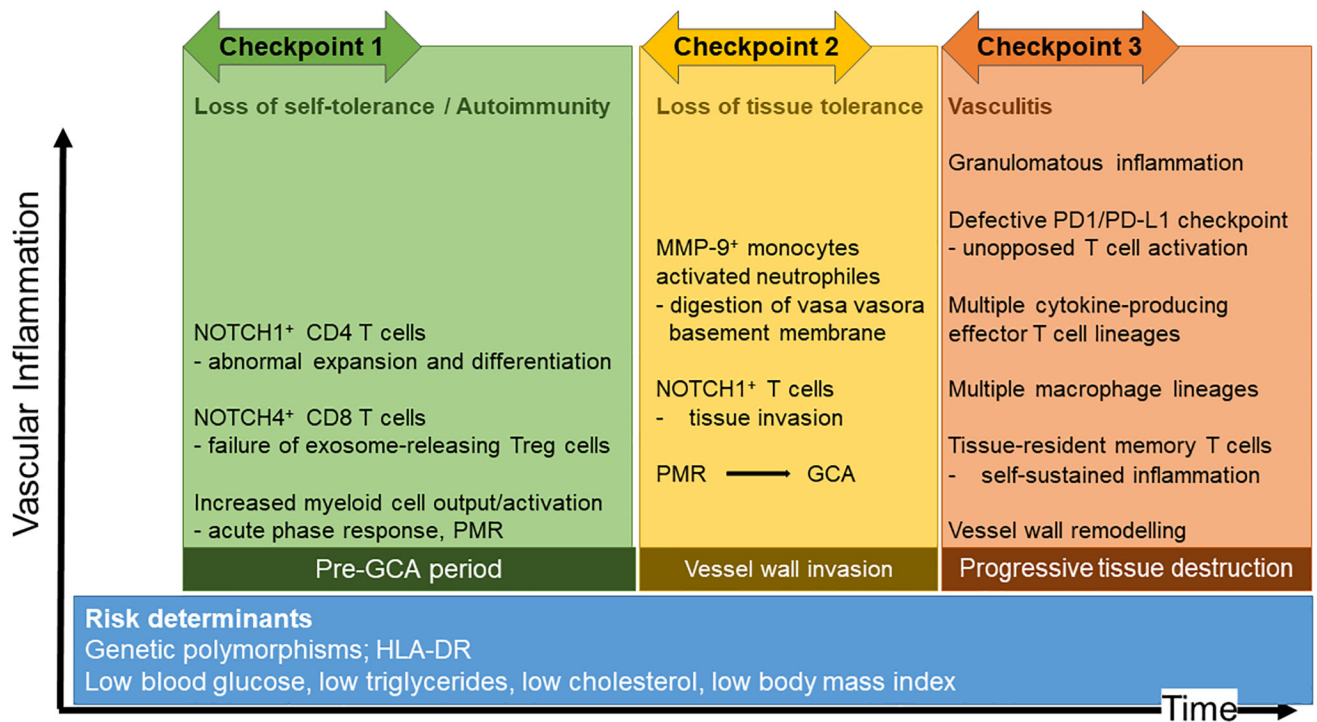 Checkpoint 1
Loss of self-tolerance / Autoimmunity
NOTCH1⁺ CD4 T cells
- abnormal expansion and differentiation
NOTCH4⁺ CD8 T cells
- failure of exosome-releasing Treg cells
Increased myeloid cell output/activation
- acute phase response, PMR
Pre-GCA period
Checkpoint 2
Loss of tissue tolerance
MMP-9⁺ monocytes
activated neutrophiles
- digestion of vasa vasora
basement membrane
NOTCH1⁺ T cells
- tissue invasion
PMR GCA
Vessel wall invasion
Checkpoint 3
Vasculitis
Granulomatous inflammation
Defective PD1/PD-L1 checkpoint
- unopposed T cell activation
Multiple cytokine-producing
effector T cell lineages
Multiple macrophage lineages
Tissue-resident memory T cells
- self-sustained inflammation
Vessel wall remodelling
Progressive tissue destruction
Vascular Inflammation
Risk determinants
Genetic polymorphisms; HLA-DR
Low blood glucose, low triglycerides, low cholesterol, low body mass index
Time